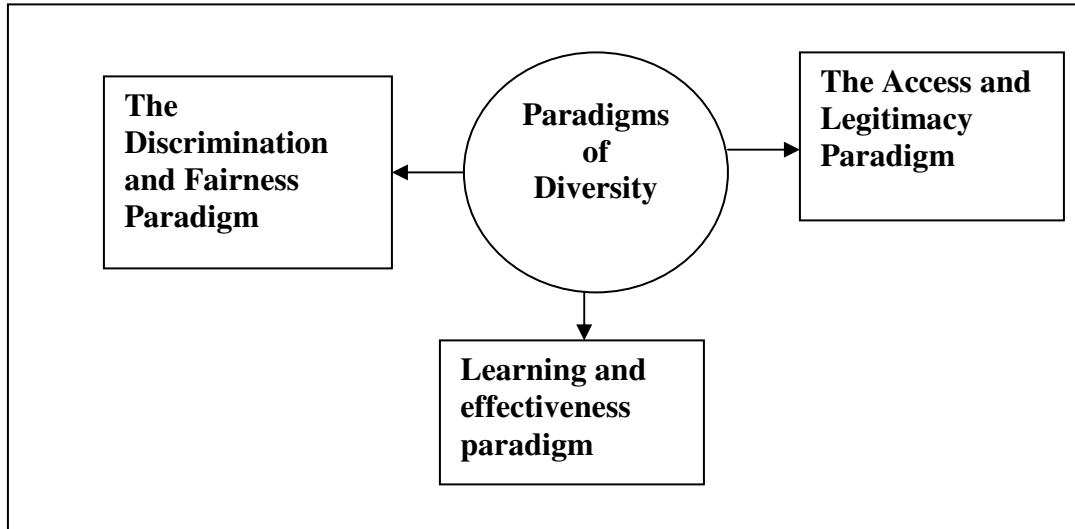 The
Discrimination
and Fairness
Paradigm
Paradigms
of
Diversity
The Access and
Legitimacy
Paradigm
Learning and
effectiveness
paradigm